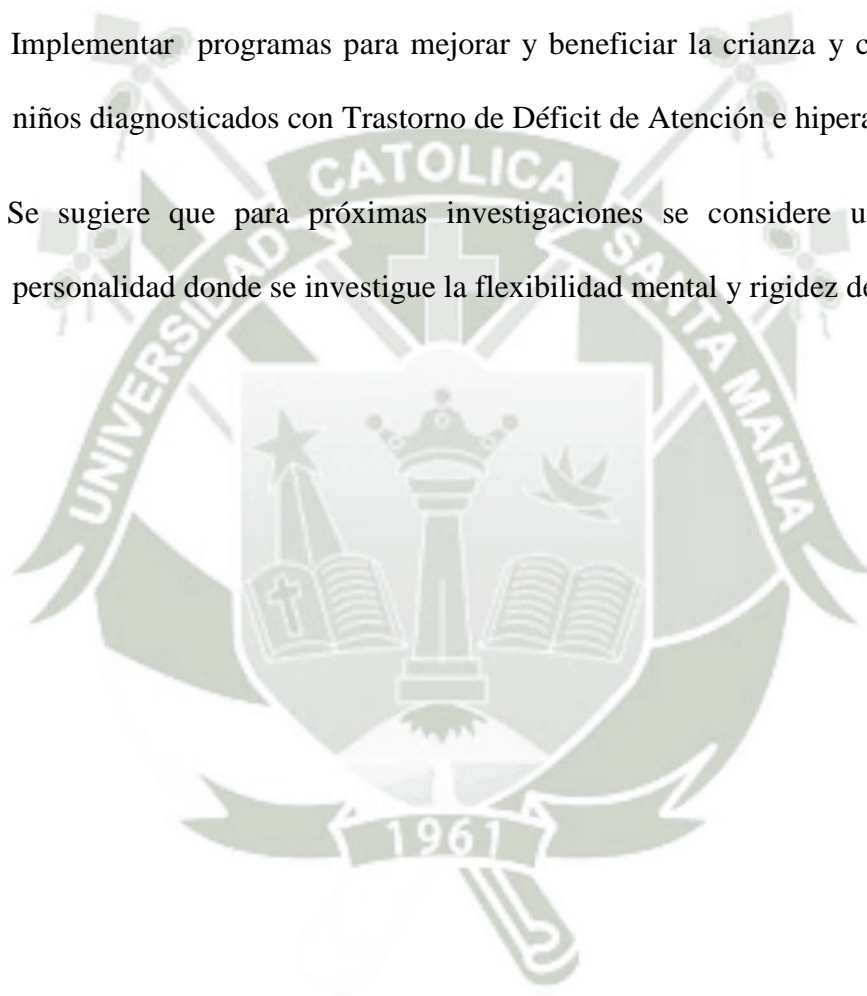 Implementar programas para mejorar y beneficiar la crianza y c
niños diagnosticados con Trastorno de Déficit de Atención e hipera
Se sugiere que para próximas investigaciones se considere u
personalidad donde se investigue la flexibilidad mental y rigidez de
UNIVERSIDAD CATOLICA SANTA MARIA
1961